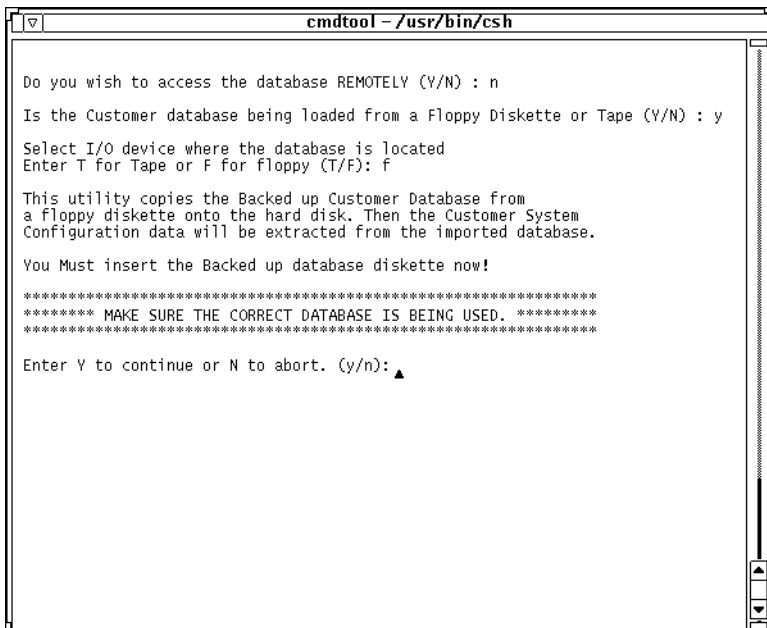 cmdtool – /usr/bin/csh
Do you wish to access the database REMOTELY (Y/N) : n
Is the Customer database being loaded from a Floppy Diskette or Tape (Y/N) : y
Select I/O device where the database is located
Enter T for Tape or F for floppy (T/F): f
This utility copies the Backed up Customer Database from
a floppy diskette onto the hard disk. Then the Customer System
Configuration data will be extracted from the imported database.
You Must insert the Backed up database diskette now!
****************************************************************
******** MAKE SURE THE CORRECT DATABASE IS BEING USED. *********
****************************************************************
Enter Y to continue or N to abort. (y/n):